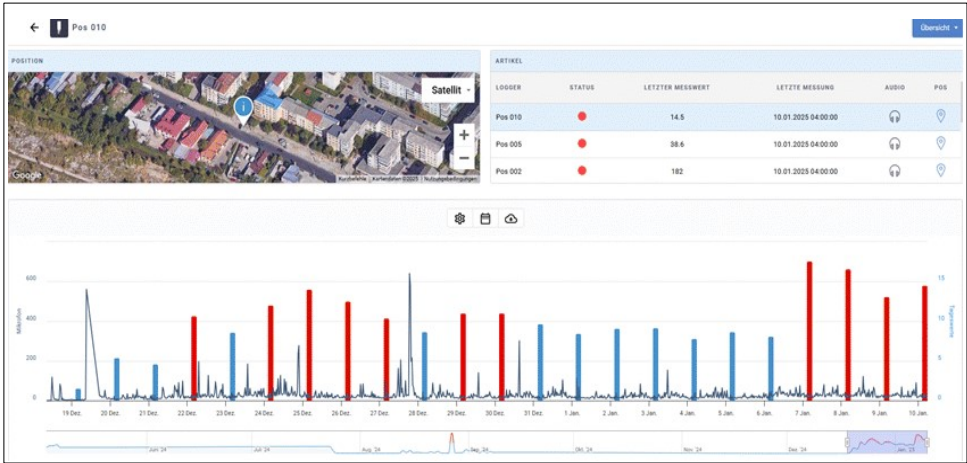 Pos 010
Übersicht
POSITION
Satellit
+
−
Google
Kurzbefehle Kartendaten ©2025 Nutzungsbedingungen
ARTIKEL
LOGGER STATUS LETZTER MESSWERT LETZTE MESSUNG AUDIO POS
Pos 010 14.5 10.01.2025 04:00:00
Pos 005 38.6 10.01.2025 04:00:00
Pos 002 182 10.01.2025 04:00:00
600
400
200
0
Mikrofon
15
10
5
0
Tageswerte
19 Dez. 20 Dez. 21 Dez. 22 Dez. 23 Dez. 24 Dez. 25 Dez. 26 Dez. 27 Dez. 28 Dez. 29 Dez. 30 Dez. 31 Dez. 1 Jan. 2 Jan. 3 Jan. 4 Jan. 5 Jan. 6 Jan. 7 Jan. 8 Jan. 9 Jan. 10 Jan.
Jun. '24 Jul '24 Aug. '24 Sep. '24 Okt. '24 Nov. '24 Dez. '24 Jan. '25